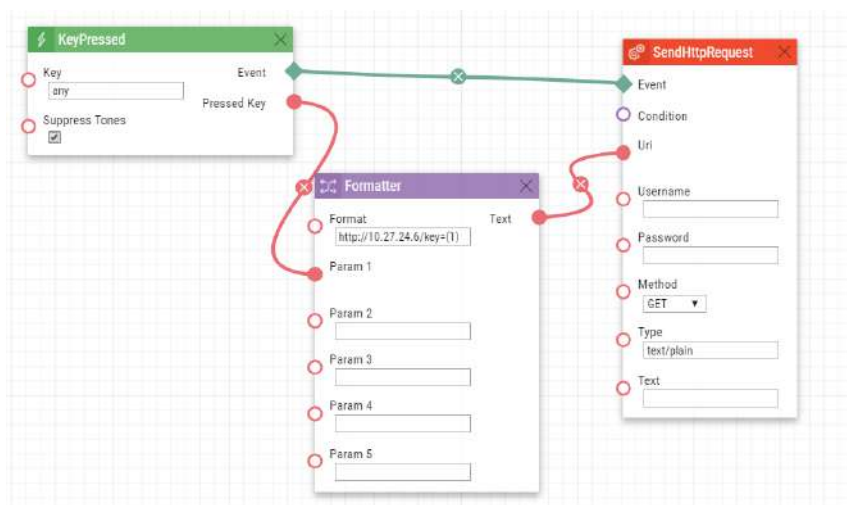 KeyPressed
Key
any
Suppress Tones
Event
Pressed Key
Formatter
Format
http://10.27.24.6/key=(1)
Param 1
Param 2
Param 3
Param 4
Param 5
Text
SendHttpRequest
Event
Condition
Uri
Username
Password
Method
GET
Type
text/plain
Text